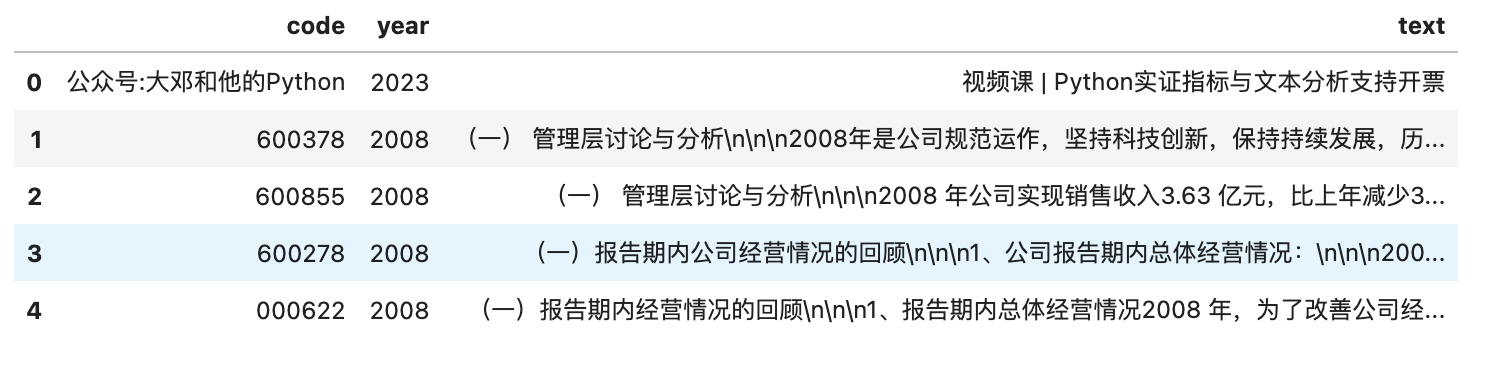 code year text
0 公众号:大邓和他的Python 2023 视频课 | Python实证指标与文本分析支持开票
1 600378 2008 （一） 管理层讨论与分析\n\n\n2008年是公司规范运作，坚持科技创新，保持持续发展，历...
2 600855 2008 （一） 管理层讨论与分析\n\n\n2008 年公司实现销售收入3.63 亿元，比上年减少3...
3 600278 2008 （一）报告期内公司经营情况的回顾\n\n\n1、公司报告期内总体经营情况：\n\n\n200...
4 000622 2008 （一）报告期内经营情况的回顾\n\n\n1、报告期内总体经营情况2008 年，为了改善公司经...